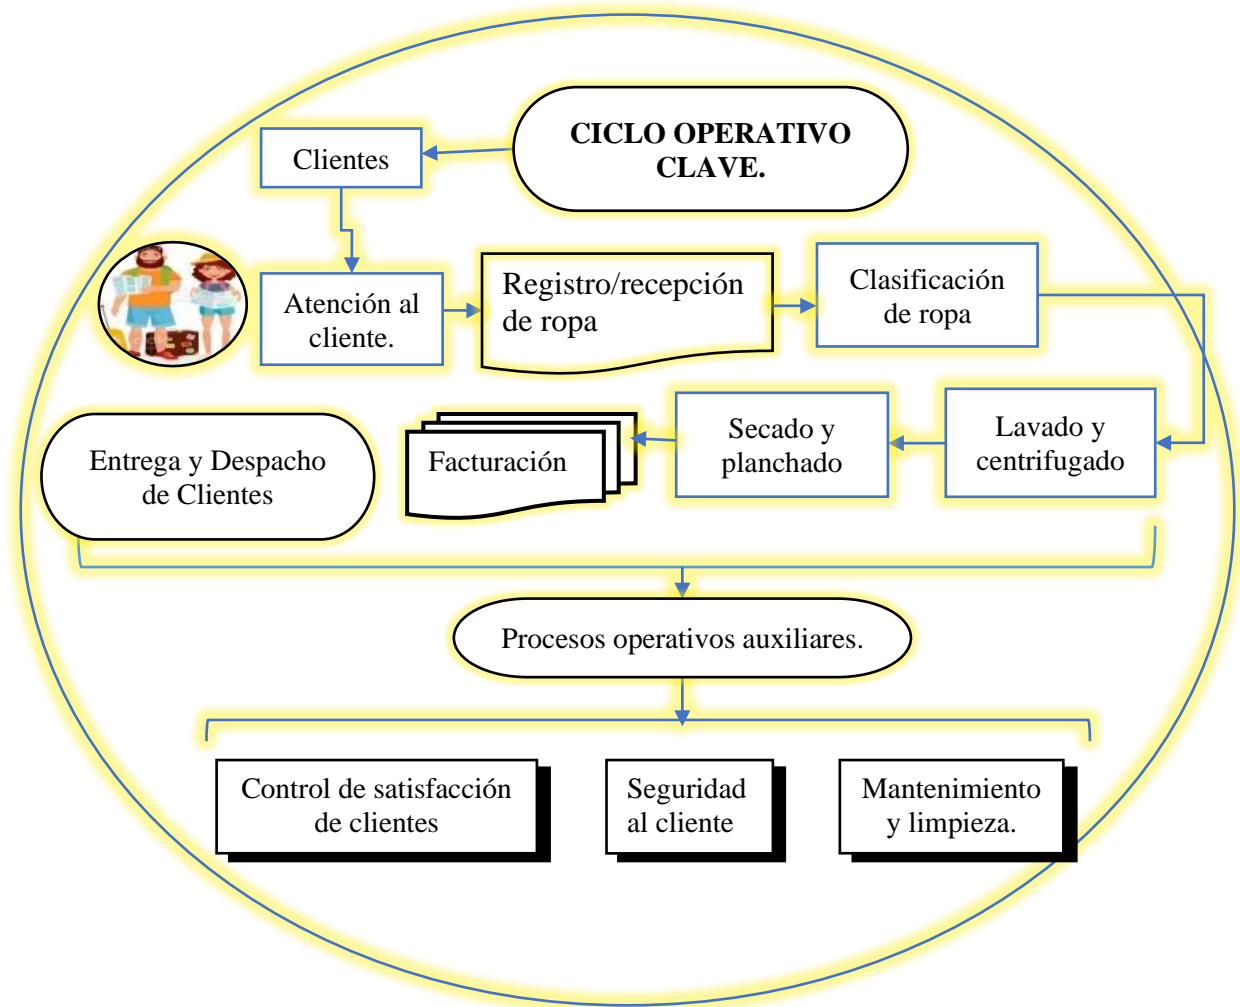 CICLO OPERATIVO
CLAVE.
Clientes
Atención al
cliente.
Registro/recepción
de ropa
Clasificación
de ropa
Lavado y
centrifugado
Secado y
planchado
Facturación
Entrega y Despacho
de Clientes
Procesos operativos auxiliares.
Control de satisfacción
de clientes
Seguridad
al cliente
Mantenimiento
y limpieza.